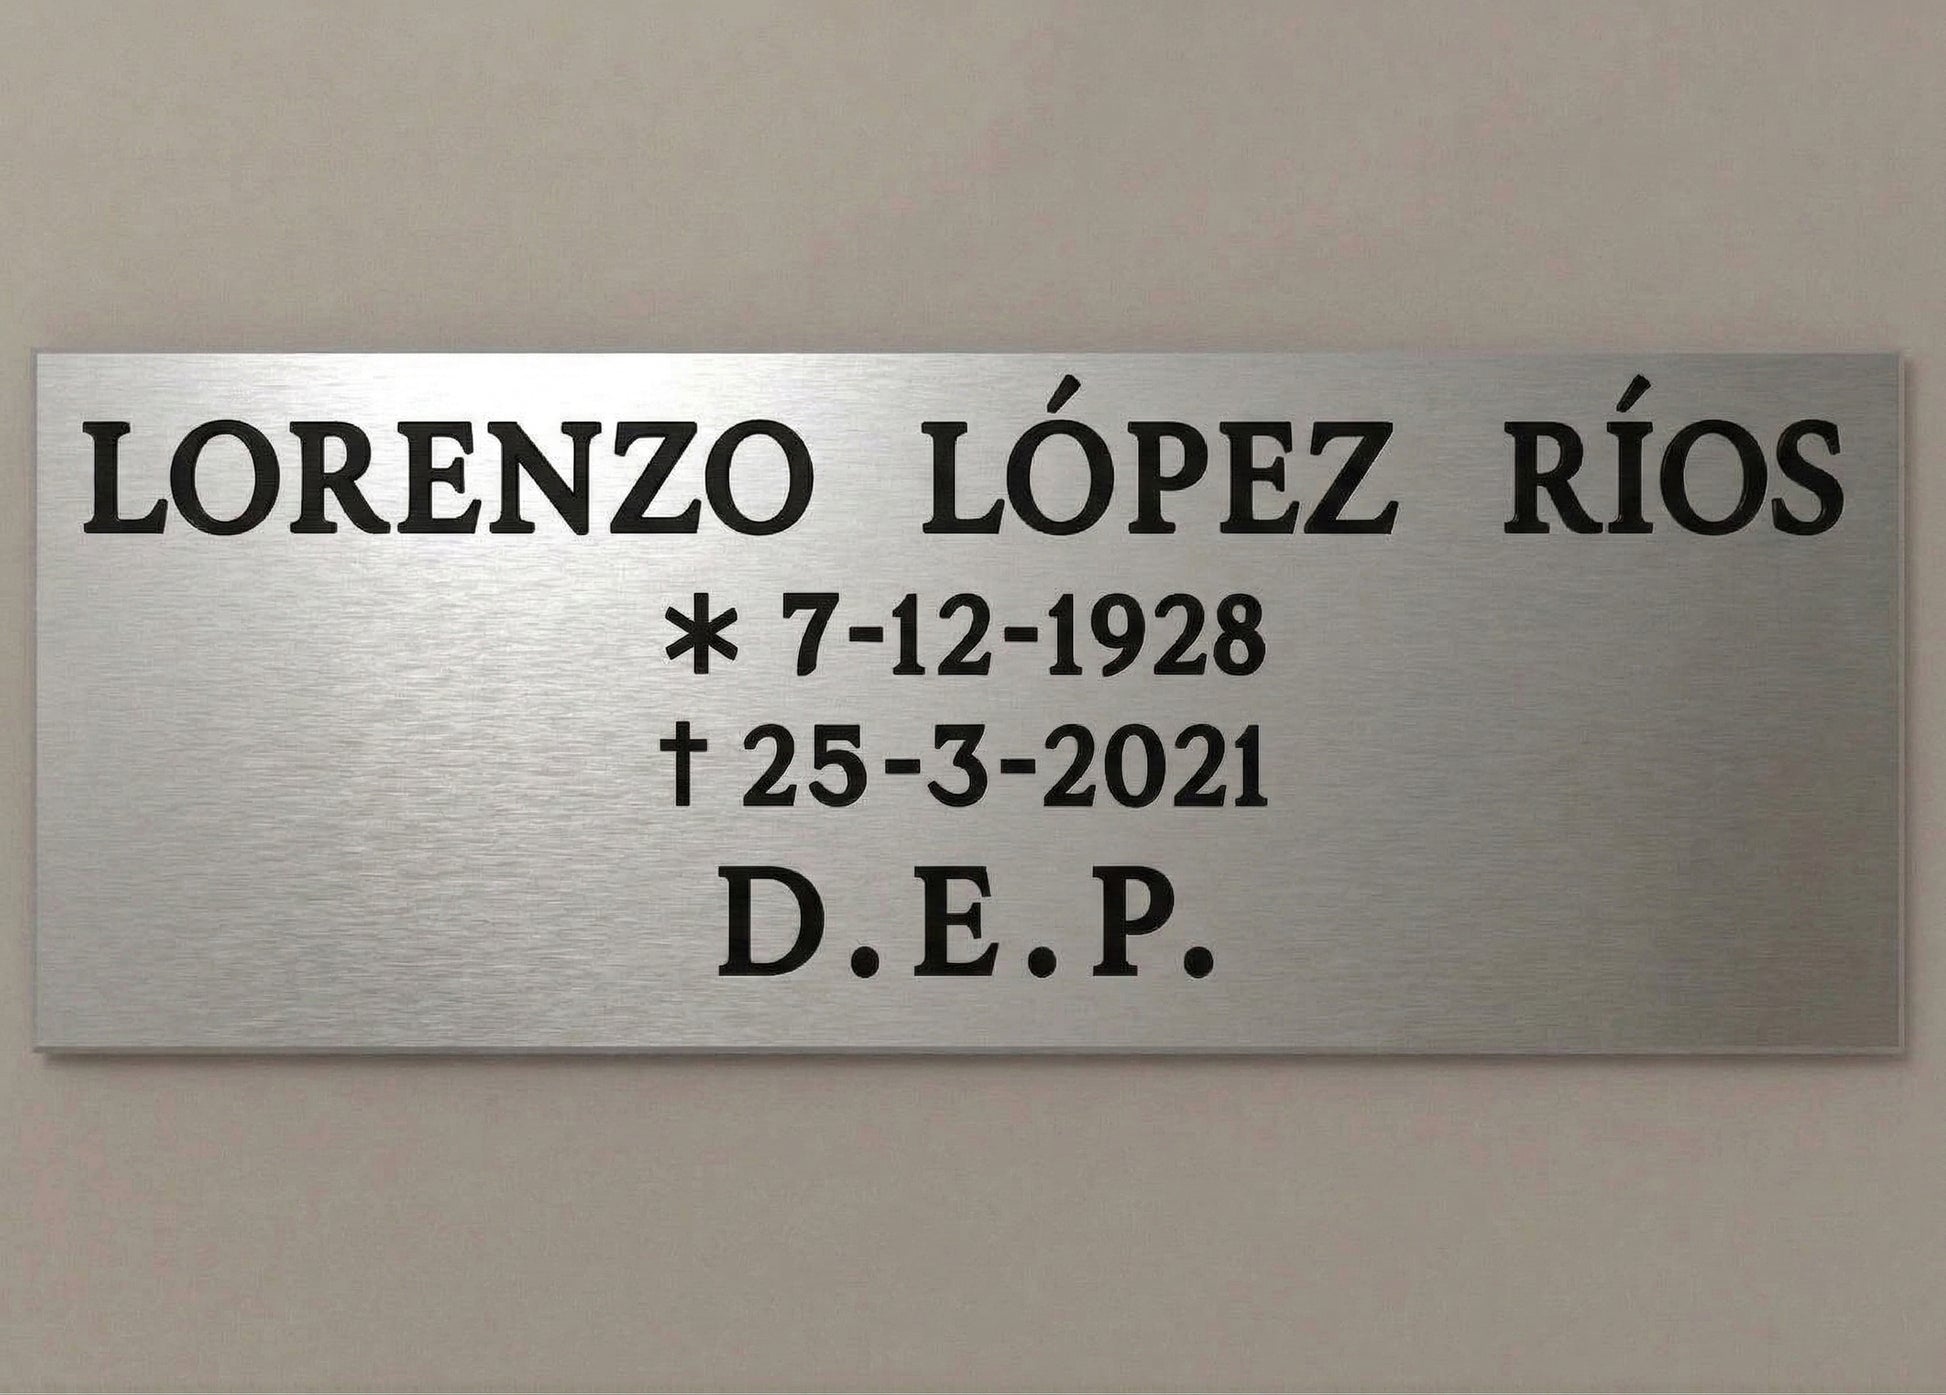 LORENZO LÓPEZ RÍOS
* 7-12-1928
† 25-3-2021
D.E.P.